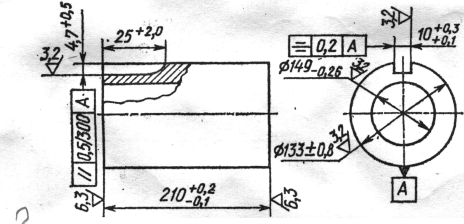 4,7+0,5
25+2,0
3,2
// 0,5/300 A
6,3
210+0,2 -0,1
6,3
3,2
10+0,3 +0,1
0,2 A
Ø149-0,26
3,2
Ø133±0,8
3,2
A